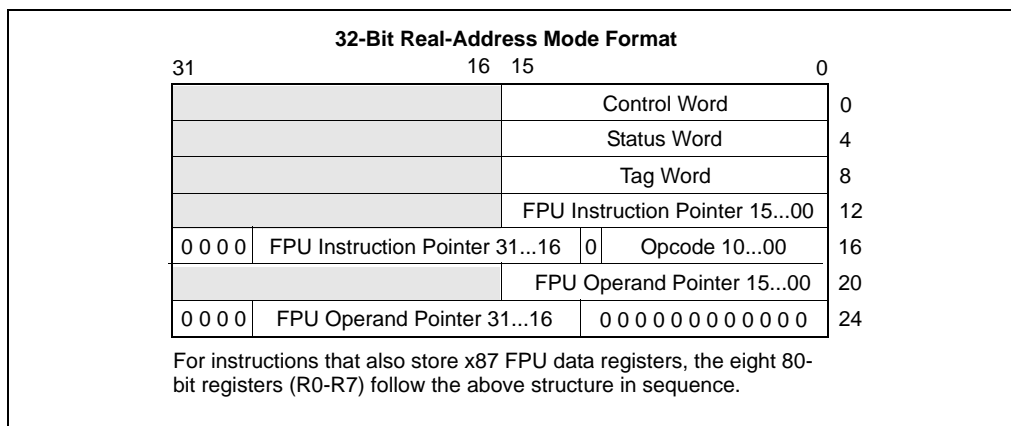 32-Bit Real-Address Mode Format
31 16 15 0
Control Word 0
Status Word 4
Tag Word 8
FPU Instruction Pointer 15...00 12
0 0 0 0 FPU Instruction Pointer 31...16 0 Opcode 10...00 16
FPU Operand Pointer 15...00 20
0 0 0 0 FPU Operand Pointer 31...16 0 0 0 0 0 0 0 0 0 0 0 0 24
For instructions that also store x87 FPU data registers, the eight 80-
bit registers (R0-R7) follow the above structure in sequence.